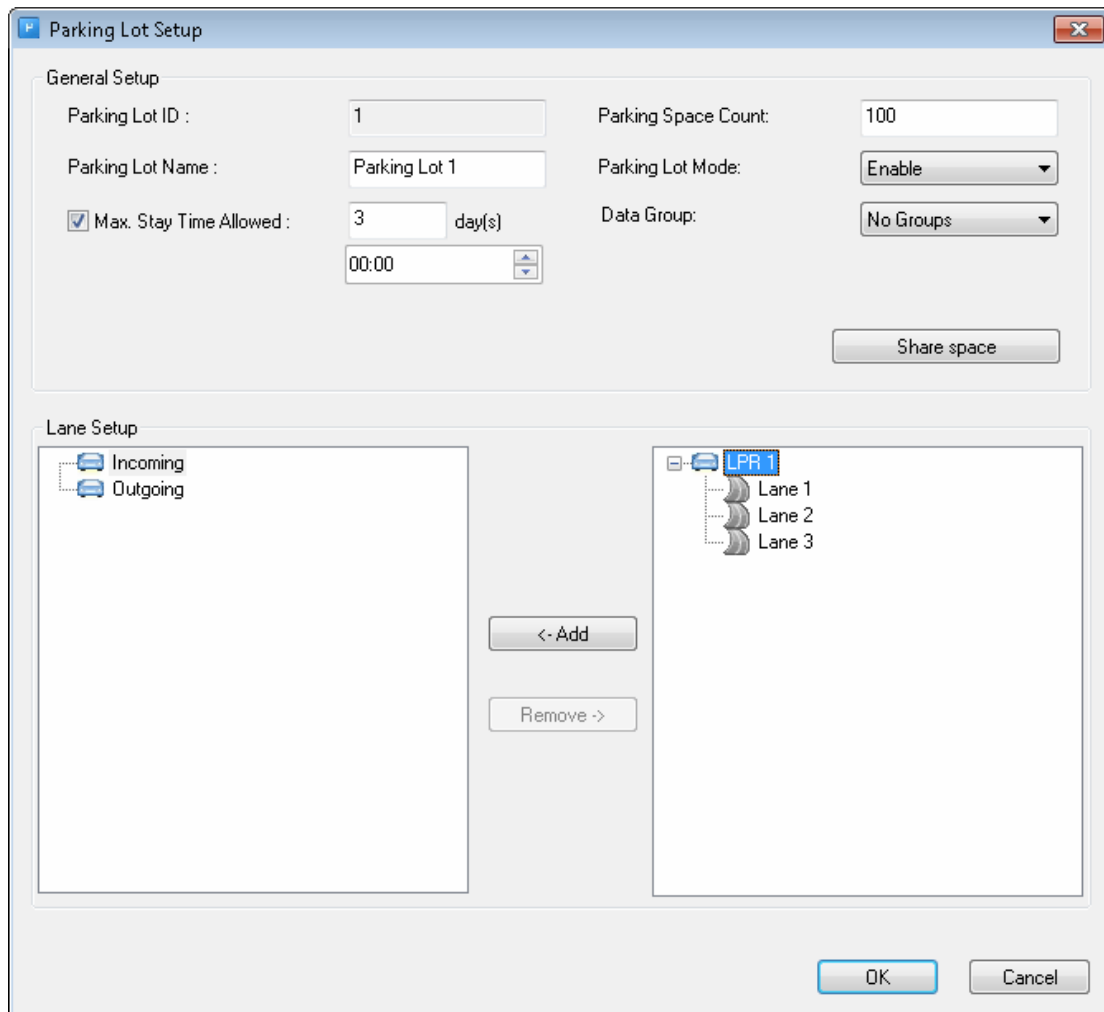 Parking Lot Setup
General Setup
Parking Lot ID : 1 Parking Space Count: 100
Parking Lot Name : Parking Lot 1 Parking Lot Mode: Enable
Max. Stay Time Allowed : 3 day(s) Data Group: No Groups
00:00
Share space
Lane Setup
Incoming
Outgoing
LPR 1
Lane 1
Lane 2
Lane 3
<- Add
Remove ->
OK Cancel